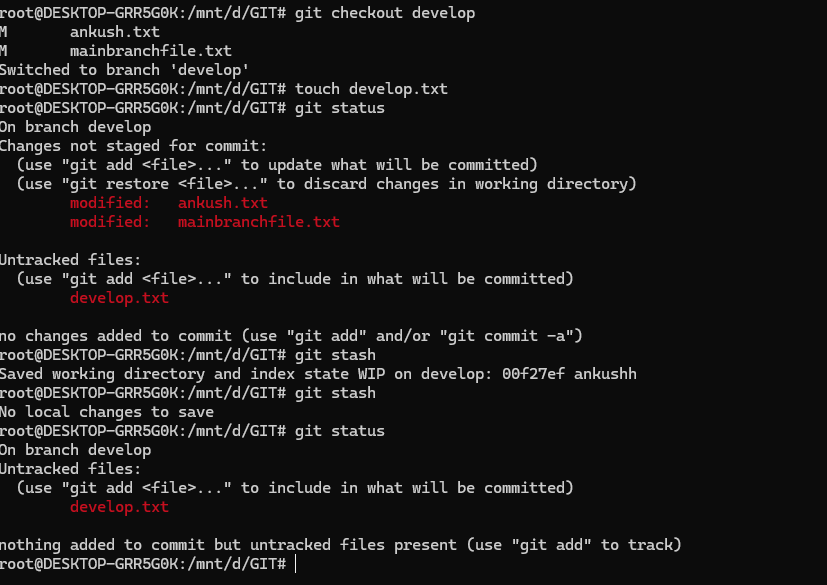 root@DESKTOP-GRR5G0K:/mnt/d/GIT# git checkout develop
M       ankush.txt
M       mainbranchfile.txt
Switched to branch 'develop'
root@DESKTOP-GRR5G0K:/mnt/d/GIT# touch develop.txt
root@DESKTOP-GRR5G0K:/mnt/d/GIT# git status
On branch develop
Changes not staged for commit:
  (use "git add <file>..." to update what will be committed)
  (use "git restore <file>..." to discard changes in working directory)
        modified:   ankush.txt
        modified:   mainbranchfile.txt

Untracked files:
  (use "git add <file>..." to include in what will be committed)
        develop.txt

no changes added to commit (use "git add" and/or "git commit -a")
root@DESKTOP-GRR5G0K:/mnt/d/GIT# git stash
Saved working directory and index state WIP on develop: 00f27ef ankushh
root@DESKTOP-GRR5G0K:/mnt/d/GIT# git stash
No local changes to save
root@DESKTOP-GRR5G0K:/mnt/d/GIT# git status
On branch develop
Untracked files:
  (use "git add <file>..." to include in what will be committed)
        develop.txt

nothing added to commit but untracked files present (use "git add" to track)
root@DESKTOP-GRR5G0K:/mnt/d/GIT#